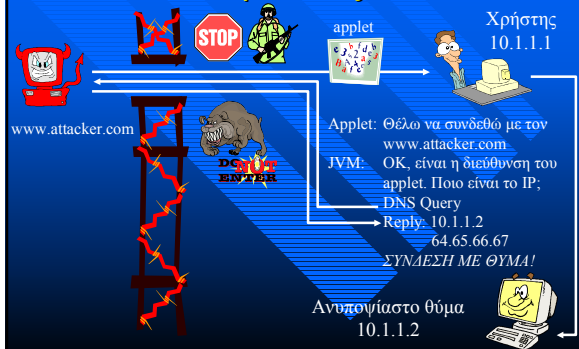 STOP
applet
Χρήστης
10.1.1.1
www.attacker.com
DO NOT
ENTER
Applet: Θέλω να συνδεθώ με τον
www.attacker.com
JVM: OK, είναι η διεύθυνση του
applet. Ποιο είναι το IP;
DNS Query
Reply: 10.1.1.2
64.65.66.67
ΣΥΝΔΕΣΗ ΜΕ ΘΥΜΑ!
Ανυποψίαστο θύμα
10.1.1.2